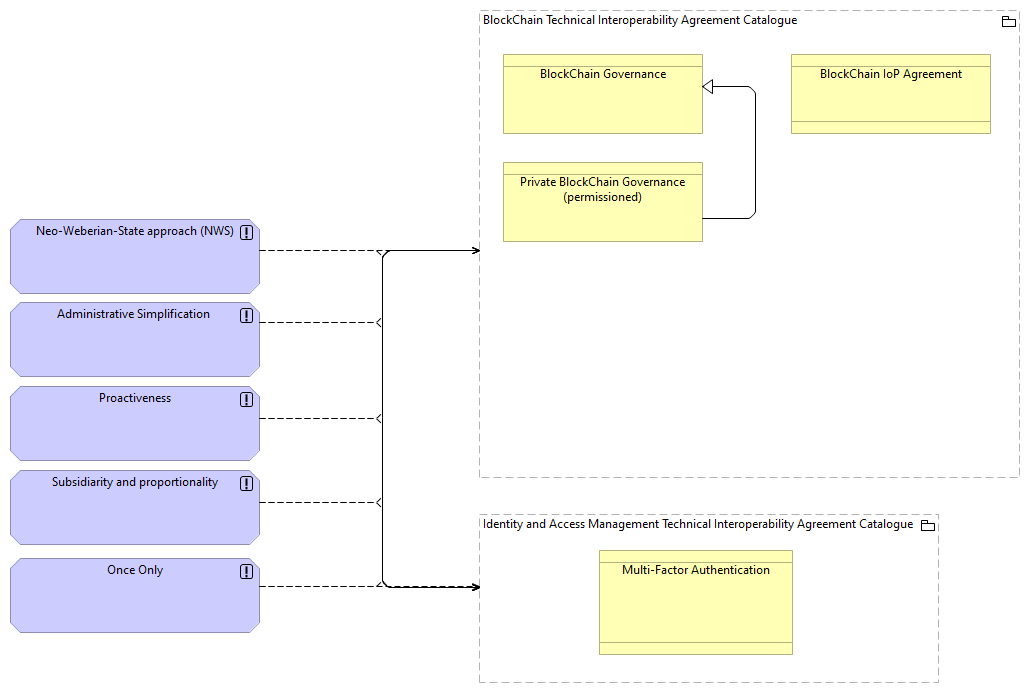 BlockChain Technical Interoperability Agreement Catalogue
BlockChain Governance
BlockChain IoP Agreement
Private BlockChain Governance
(permissioned)
Neo-Weberian-State approach (NWS)
Administrative Simplification
Proactiveness
Subsidiarity and proportionality
Once Only
Identity and Access Management Technical Interoperability Agreement Catalogue
Multi-Factor Authentication